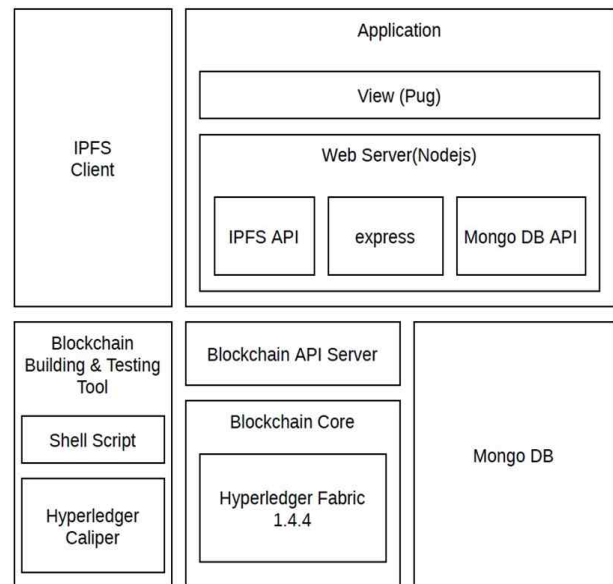 IPFS
Client
Application
View (Pug)
Web Server(Nodejs)
IPFS API
express
Mongo DB API
Blockchain
Building & Testing
Tool
Shell Script
Hyperledger
Caliper
Blockchain API Server
Blockchain Core
Hyperledger Fabric
1.4.4
Mongo DB